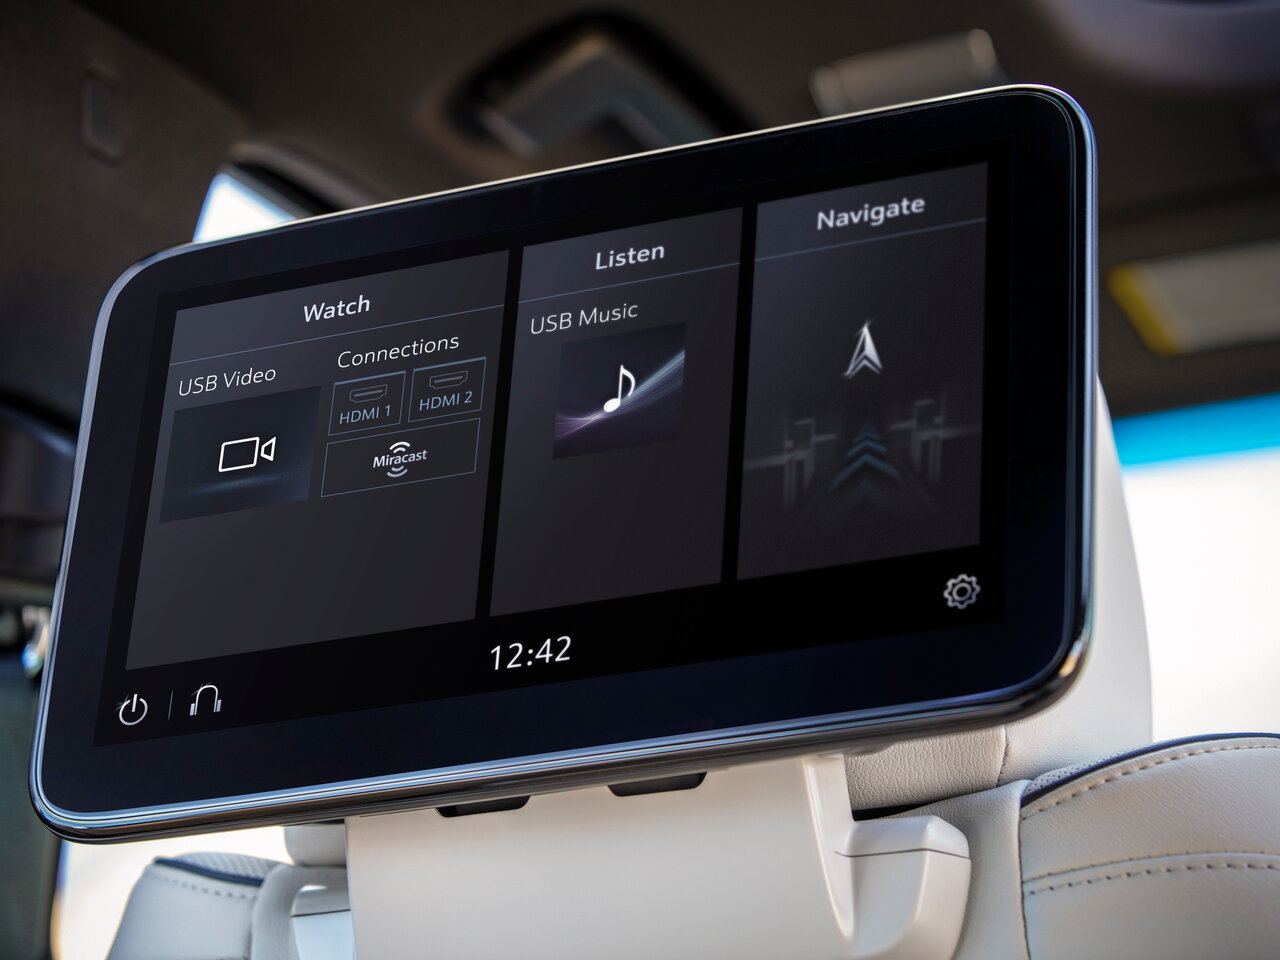 Watch
USB Video
Connections
HDMI 1
HDMI 2
Miracast
Listen
USB Music
Navigate
12:42